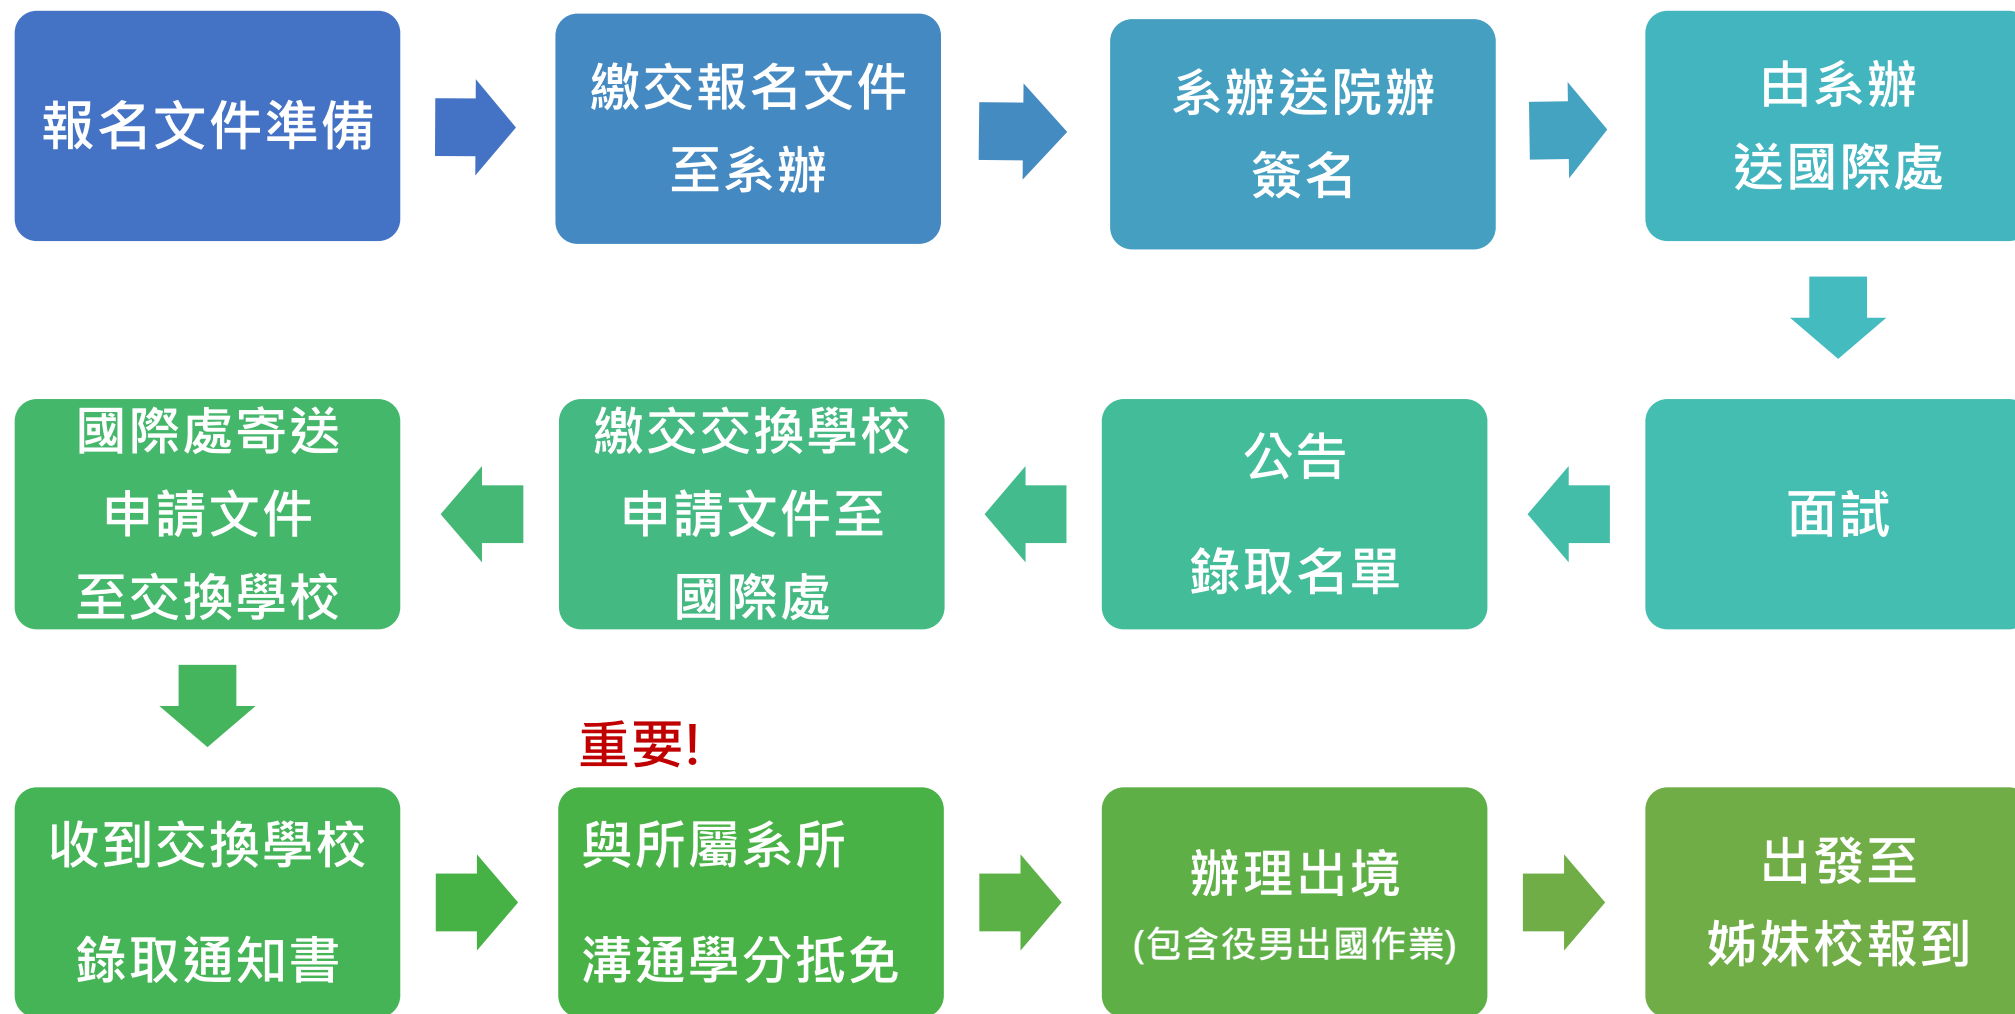 報名文件準備
繳交報名文件
至系辦
系辦送院辦
簽名
由系辦
送國際處
面試
公告
錄取名單
繳交交換學校
申請文件至
國際處
國際處寄送
申請文件
至交換學校
收到交換學校
錄取通知書
重要!
與所屬系所
溝通學分抵免
辦理出境
(包含役男出國作業)
出發至
姊妹校報到